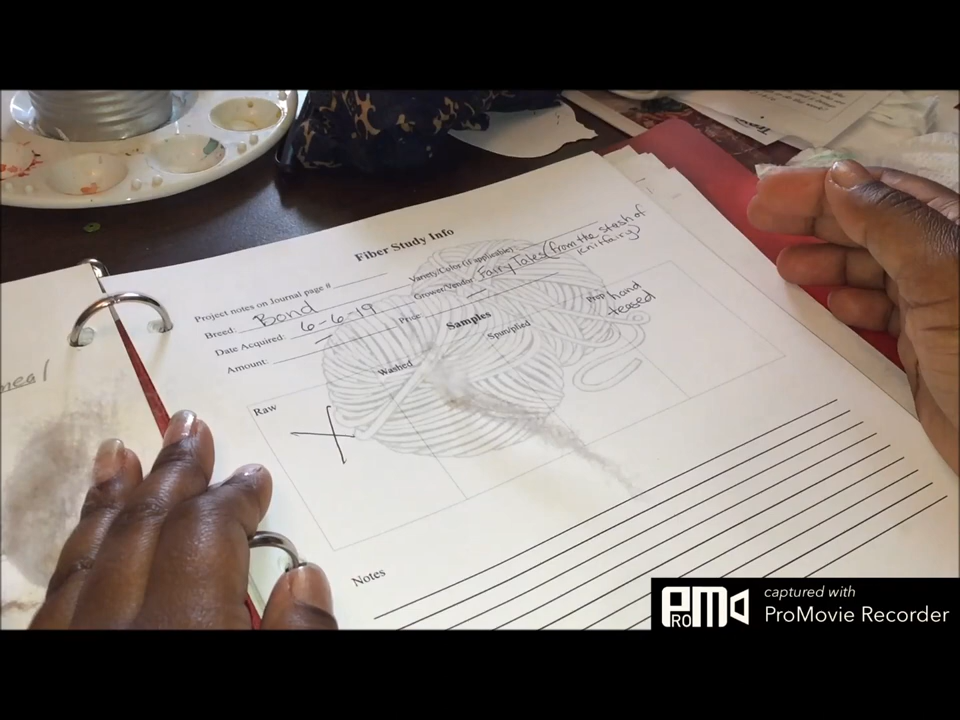 Fiber Study Info
Project notes on Journal page #
Breed: Bond
Variety/Color (if applicable)
Date Acquired: 6-6-19
Grower/Vendor Fairy Tales (from the stash of
Knitfairy)
Amount:
Price
Samples
Raw
Washed
Spun/plied
Prep hand
teased
X
Notes
meal
PRO M
captured with
ProMovie Recorder